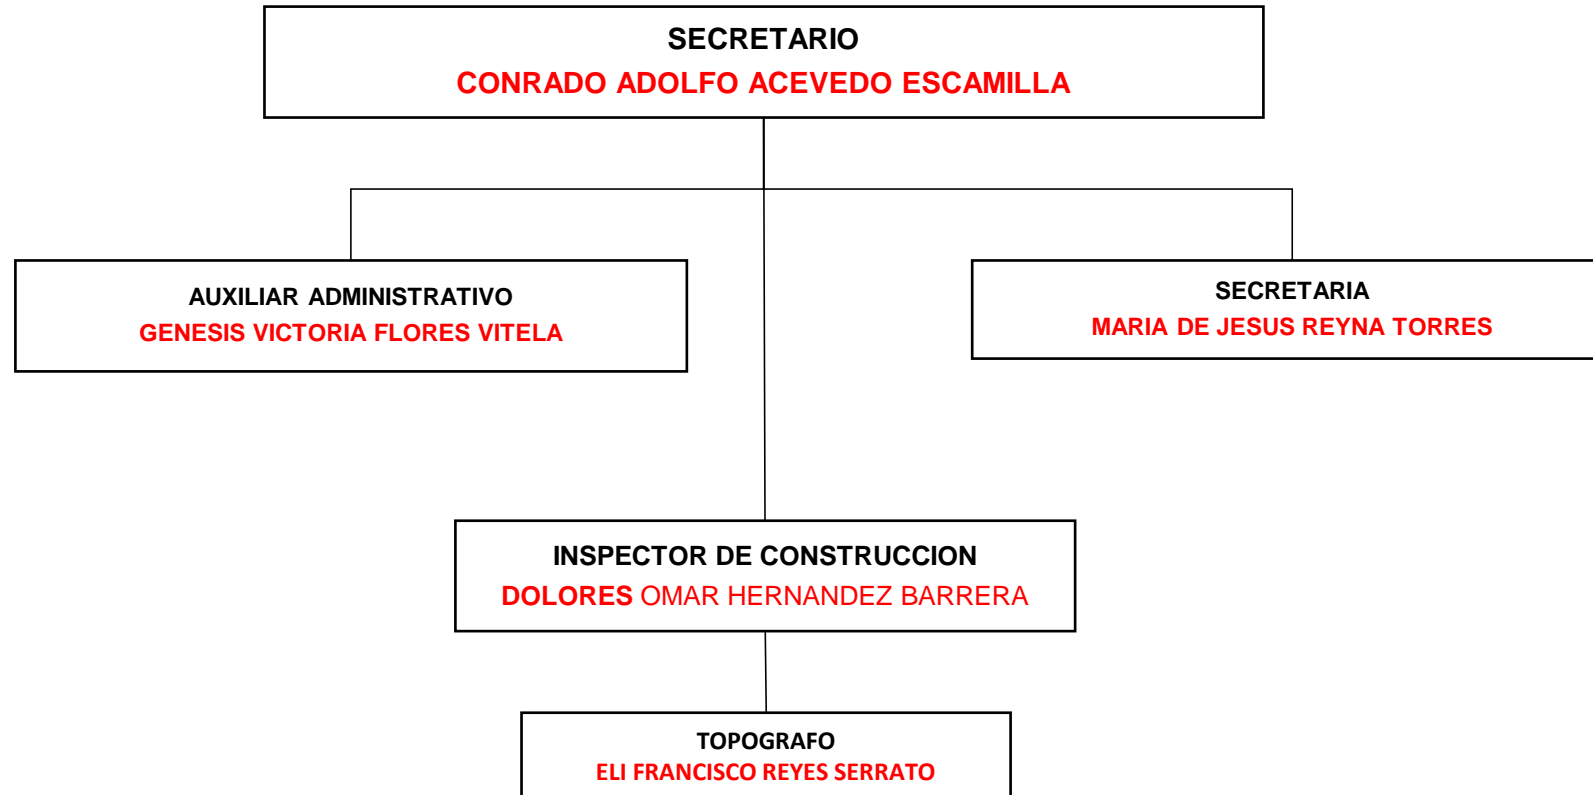 SECRETARIO
CONRADO ADOLFO ACEVEDO ESCAMILLA
AUXILIAR ADMINISTRATIVO
GENESIS VICTORIA FLORES VITELA
SECRETARIA
MARIA DE JESUS REYNA TORRES
INSPECTOR DE CONSTRUCCION
DOLORES OMAR HERNANDEZ BARRERA
TOPOGRAFO
ELI FRANCISCO REYES SERRATO